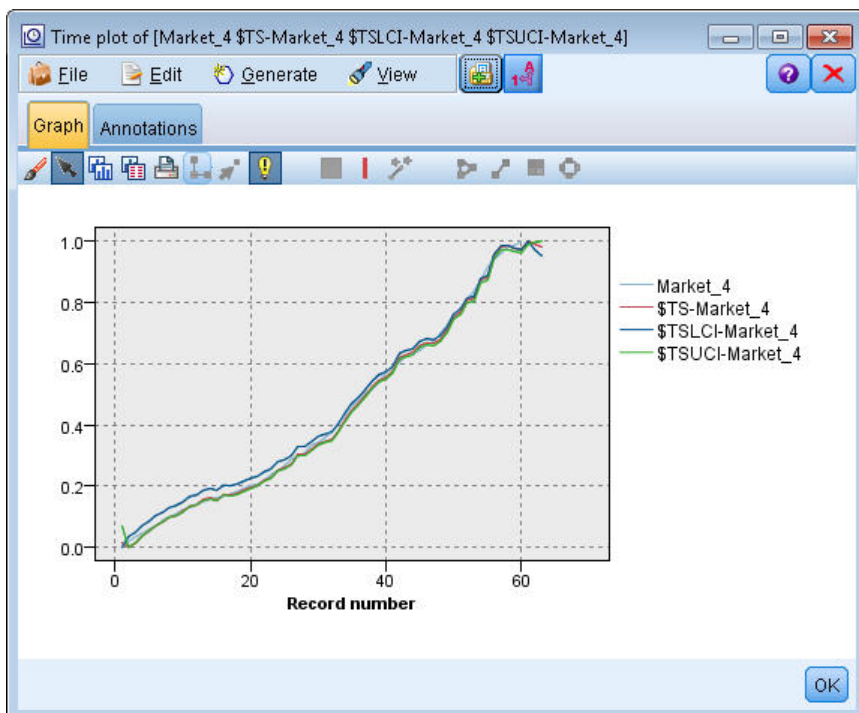 Time plot of [Market_4 $TS-Market_4 $TSLCI-Market_4 $TSUCI-Market_4]
File Edit Generate View
Graph Annotations
1.0
0.8
0.6
0.4
0.2
0.0
0 20 40 60
Record number
Market_4
$TS-Market_4
$TSLCI-Market_4
$TSUCI-Market_4
OK